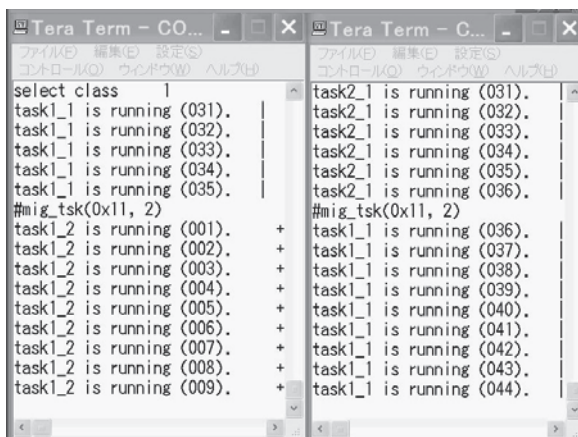 Tera Term - CO...
ファイル(F) 編集(E) 設定(S)
コントロール(O) ウィンドウ(W) ヘルプ(H)
select class 1
task1_1 is running (031). |
task1_1 is running (032). |
task1_1 is running (033). |
task1_1 is running (034). |
task1_1 is running (035). |
#mig_tsk(0x11, 2)
task1_2 is running (001). +
task1_2 is running (002). +
task1_2 is running (003). +
task1_2 is running (004). +
task1_2 is running (005). +
task1_2 is running (006). +
task1_2 is running (007). +
task1_2 is running (008). +
task1_2 is running (009). +
Tera Term - C...
ファイル(F) 編集(E) 設定(S)
コントロール(O) ウィンドウ(W) ヘルプ(H)
task2_1 is running (031). |
task2_1 is running (032). |
task2_1 is running (033). |
task2_1 is running (034). |
task2_1 is running (035). |
task2_1 is running (036). |
#mig_tsk(0x11, 2)
task1_1 is running (036). |
task1_1 is running (037). |
task1_1 is running (038). |
task1_1 is running (039). |
task1_1 is running (040). |
task1_1 is running (041). |
task1_1 is running (042). |
task1_1 is running (043). |
task1_1 is running (044). |